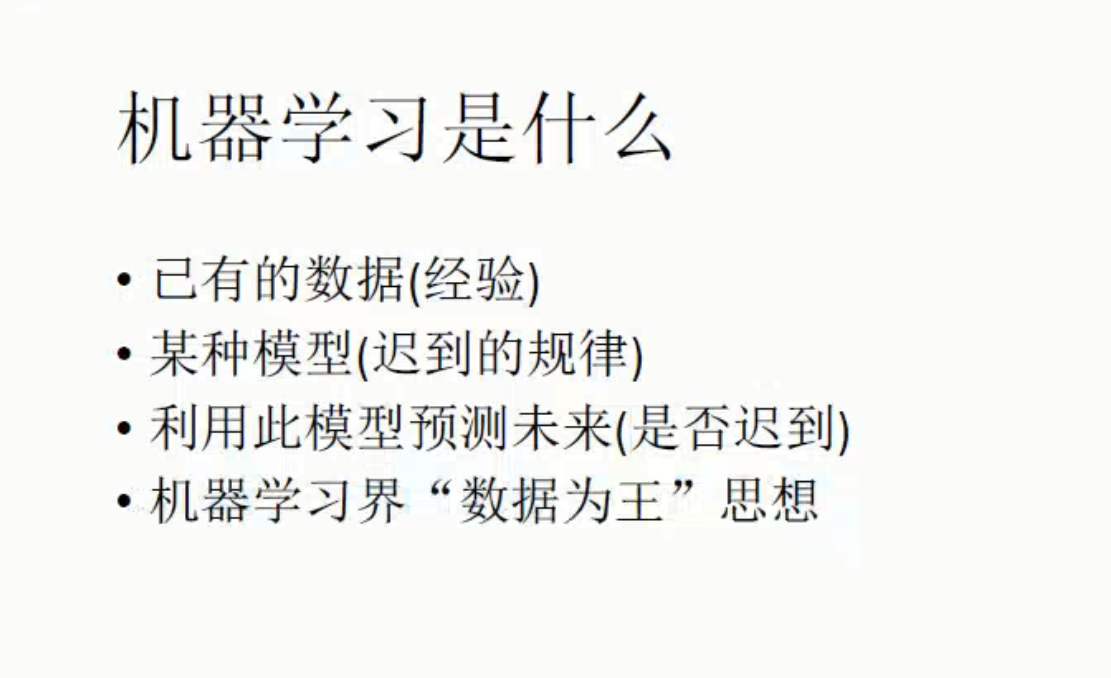 机器学习是什么
• 已有的数据(经验)
• 某种模型(迟到的规律)
• 利用此模型预测未来(是否迟到)
• 机器学习界“数据为王”思想